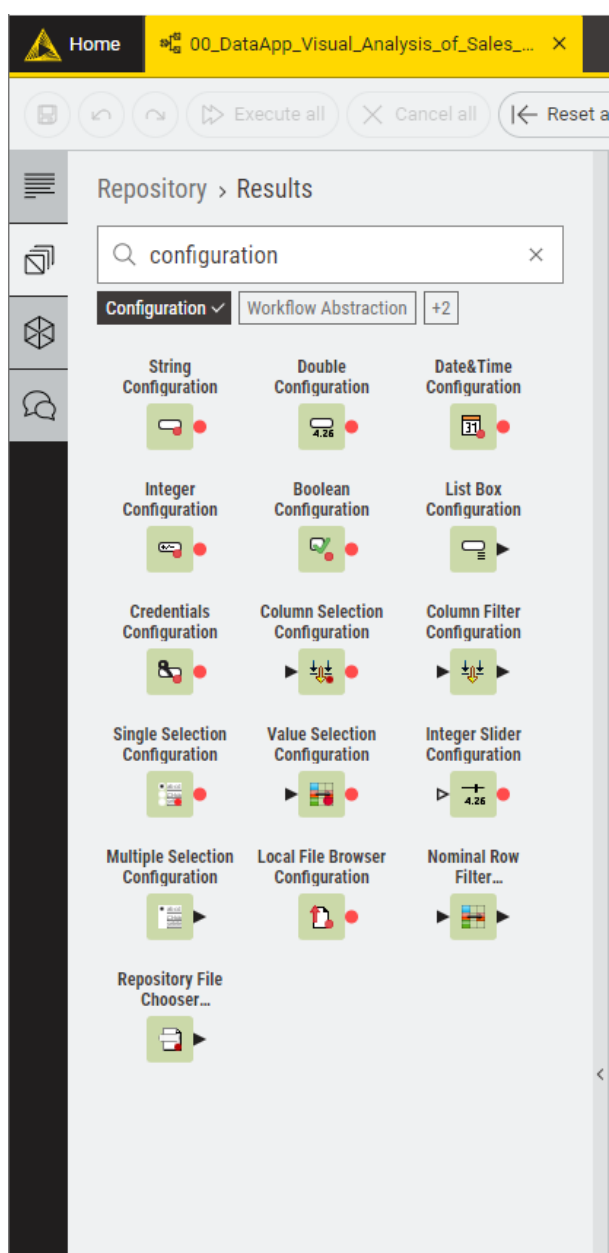 Home
00_DataApp_Visual_Analysis_of_Sales_...
Execute all
Cancel all
Reset a
Repository › Results
configuration
Configuration
Workflow Abstraction
+2
String
Configuration
Double
Configuration
4.26
Date&Time
Configuration
31
Integer
Configuration
Boolean
Configuration
List Box
Configuration
Credentials
Configuration
Column Selection
Configuration
Column Filter
Configuration
Single Selection
Configuration
Value Selection
Configuration
Integer Slider
Configuration
4.26
Multiple Selection
Configuration
Local File Browser
Configuration
Nominal Row
Filter...
Repository File
Chooser...